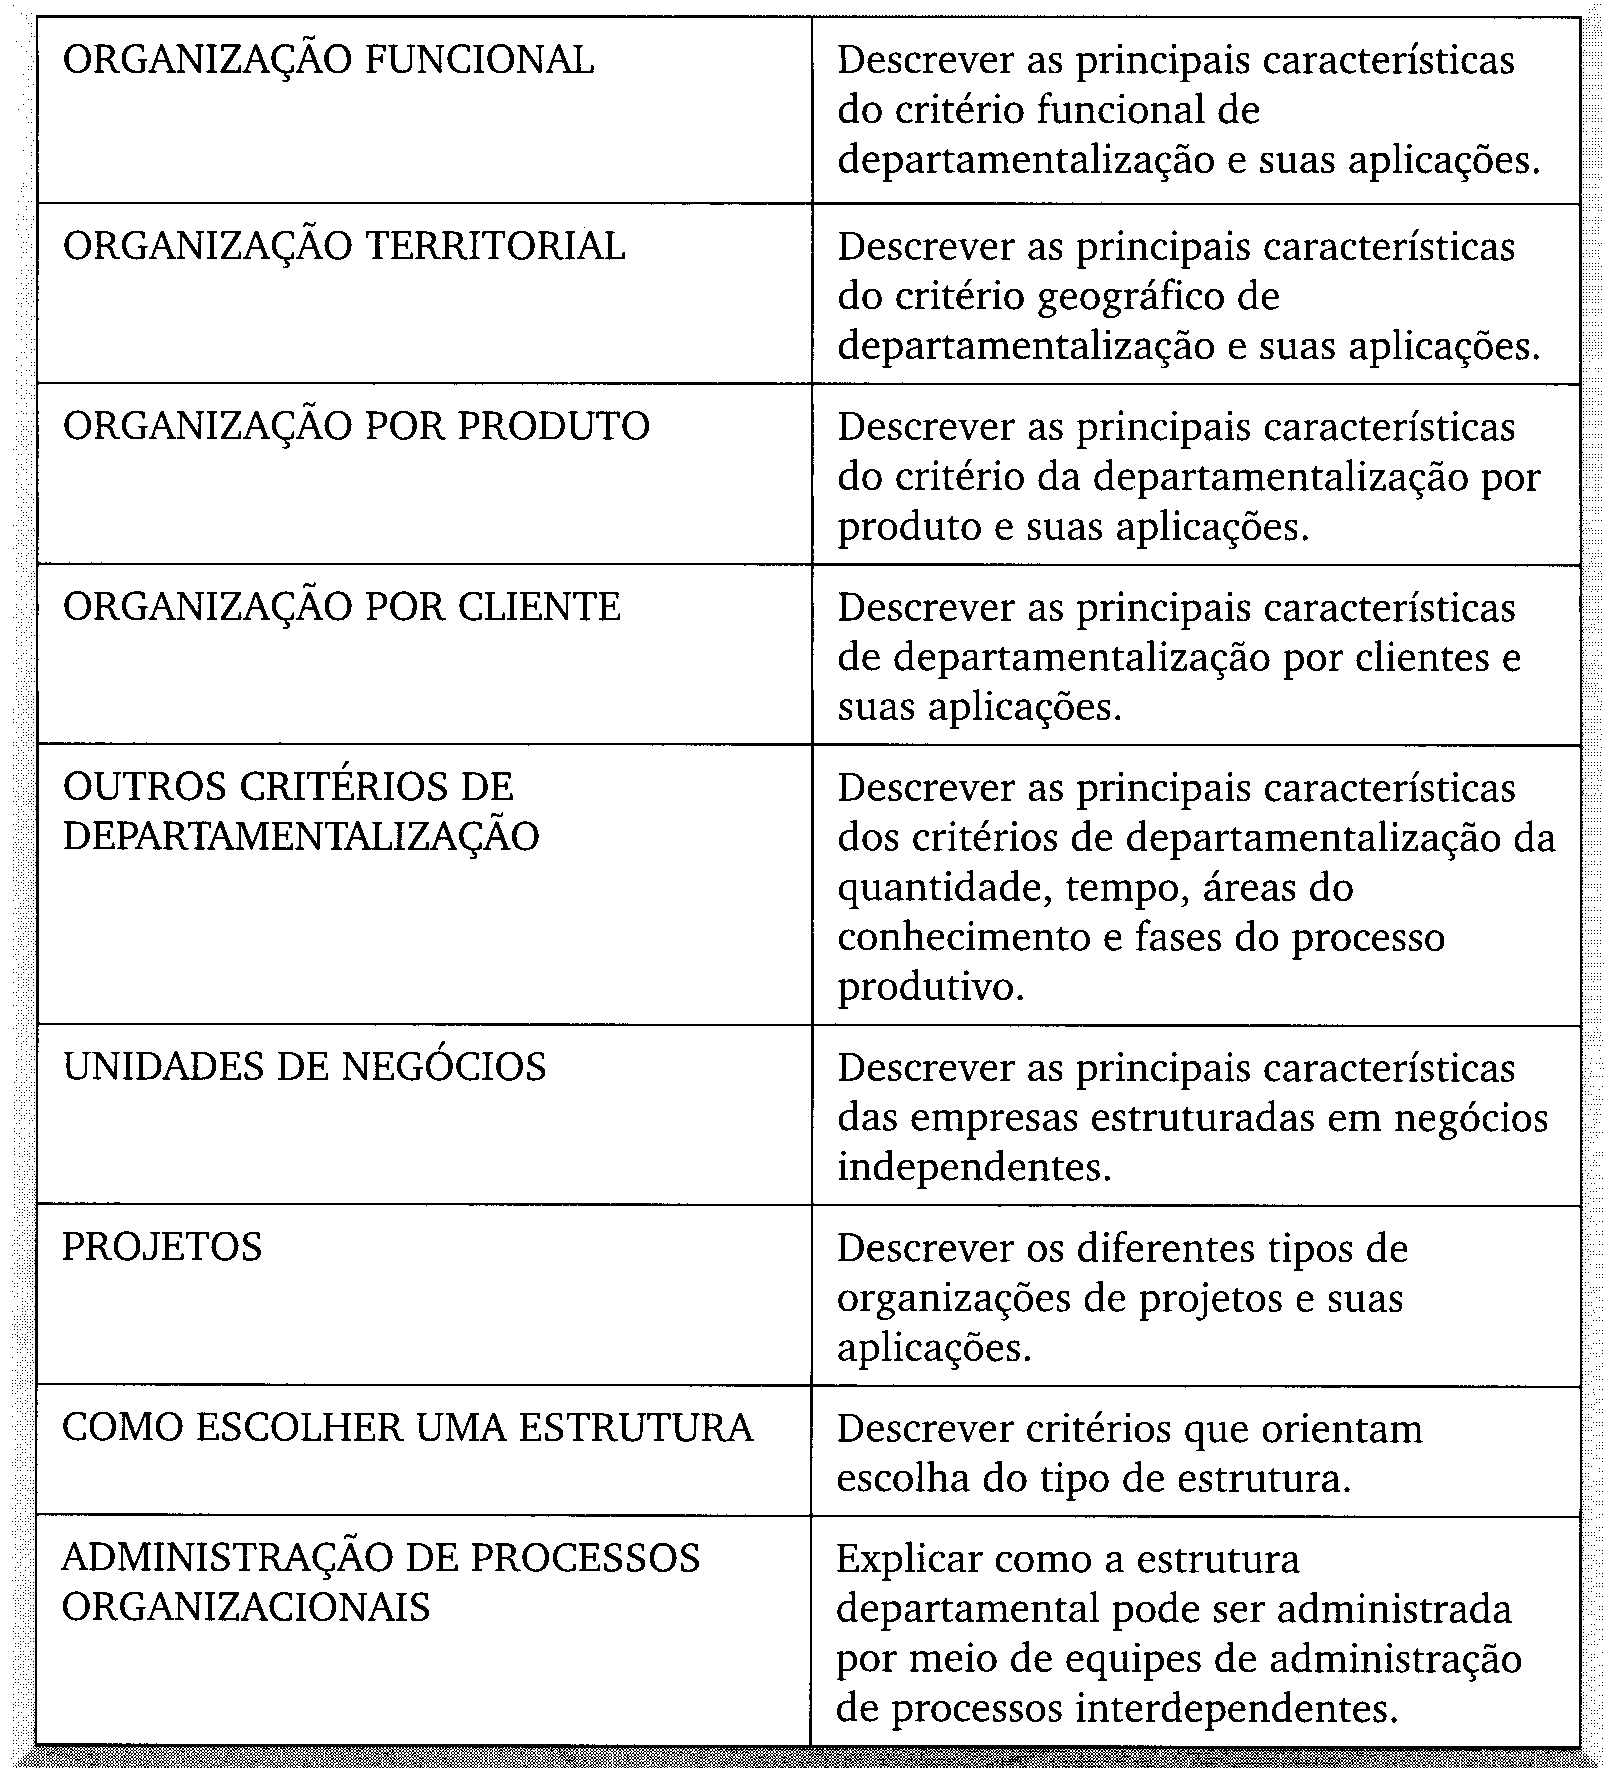 ORGANIZAÇÃO FUNCIONAL
Descrever as principais características
do critério funcional de
departamentalização e suas aplicações.
ORGANIZAÇÃO TERRITORIAL
Descrever as principais características
do critério geográfico de
departamentalização e suas aplicações.
ORGANIZAÇÃO POR PRODUTO
Descrever as principais características
do critério da departamentalização por
produto e suas aplicações.
ORGANIZAÇÃO POR CLIENTE
Descrever as principais características
de departamentalização por clientes e
suas aplicações.
OUTROS CRITÉRIOS DE
DEPARTAMENTALIZAÇÃO
Descrever as principais características
dos critérios de departamentalização da
quantidade, tempo, áreas do
conhecimento e fases do processo
produtivo.
UNIDADES DE NEGÓCIOS
Descrever as principais características
das empresas estruturadas em negócios
independentes.
PROJETOS
Descrever os diferentes tipos de
organizações de projetos e suas
aplicações.
COMO ESCOLHER UMA ESTRUTURA
Descrever critérios que orientam
escolha do tipo de estrutura.
ADMINISTRAÇÃO DE PROCESSOS
ORGANIZACIONAIS
Explicar como a estrutura
departamental pode ser administrada
por meio de equipes de administração
de processos interdependentes.